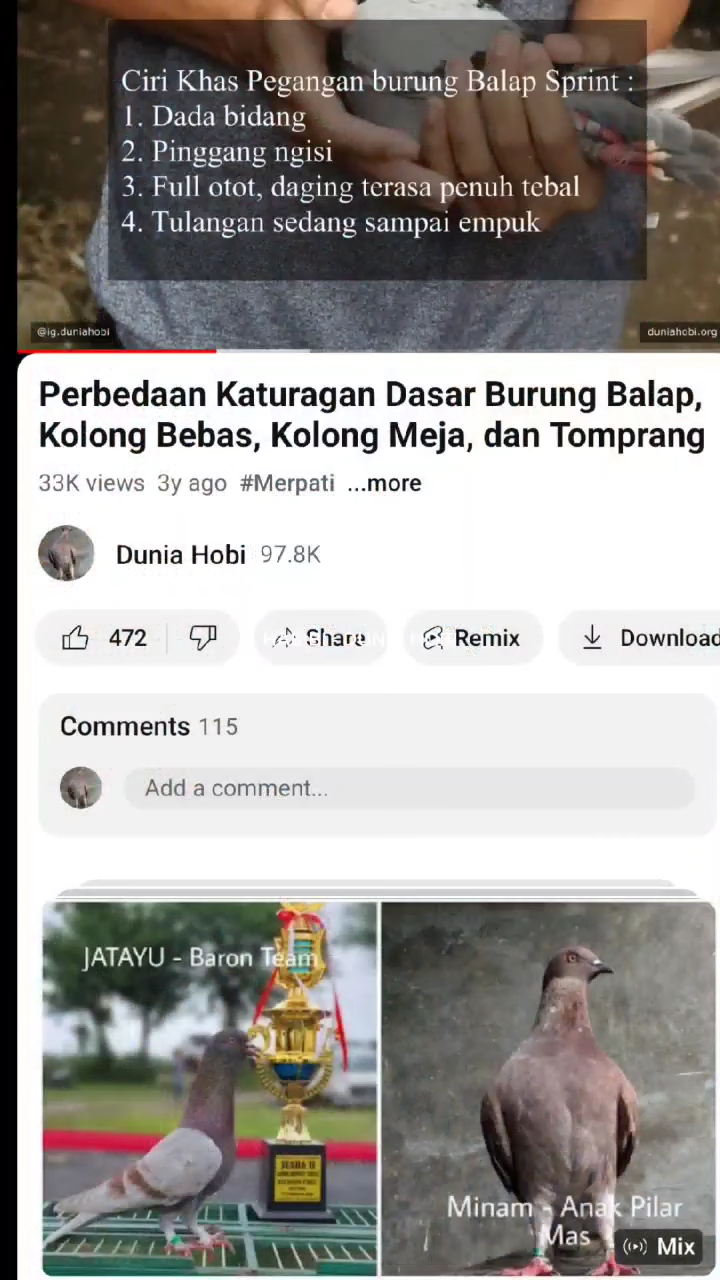 Ciri Khas Pegangan burung Balap Sprint :
1. Dada bidang
2. Pinggang ngisi
3. Full otot, daging terasa penuh tebal
4. Tulangan sedang sampai empuk
@ig.duniahobi
duniahobi.org
Perbedaan Katuragan Dasar Burung Balap,
Kolong Bebas, Kolong Meja, dan Tomprang
33K views 3y ago #Merpati ...more
Dunia Hobi 97.8K
472 Share Remix Download
Comments 115
Add a comment...
JATAYU - Baron Team
Minam - Anak Pilar
Mas
Mix